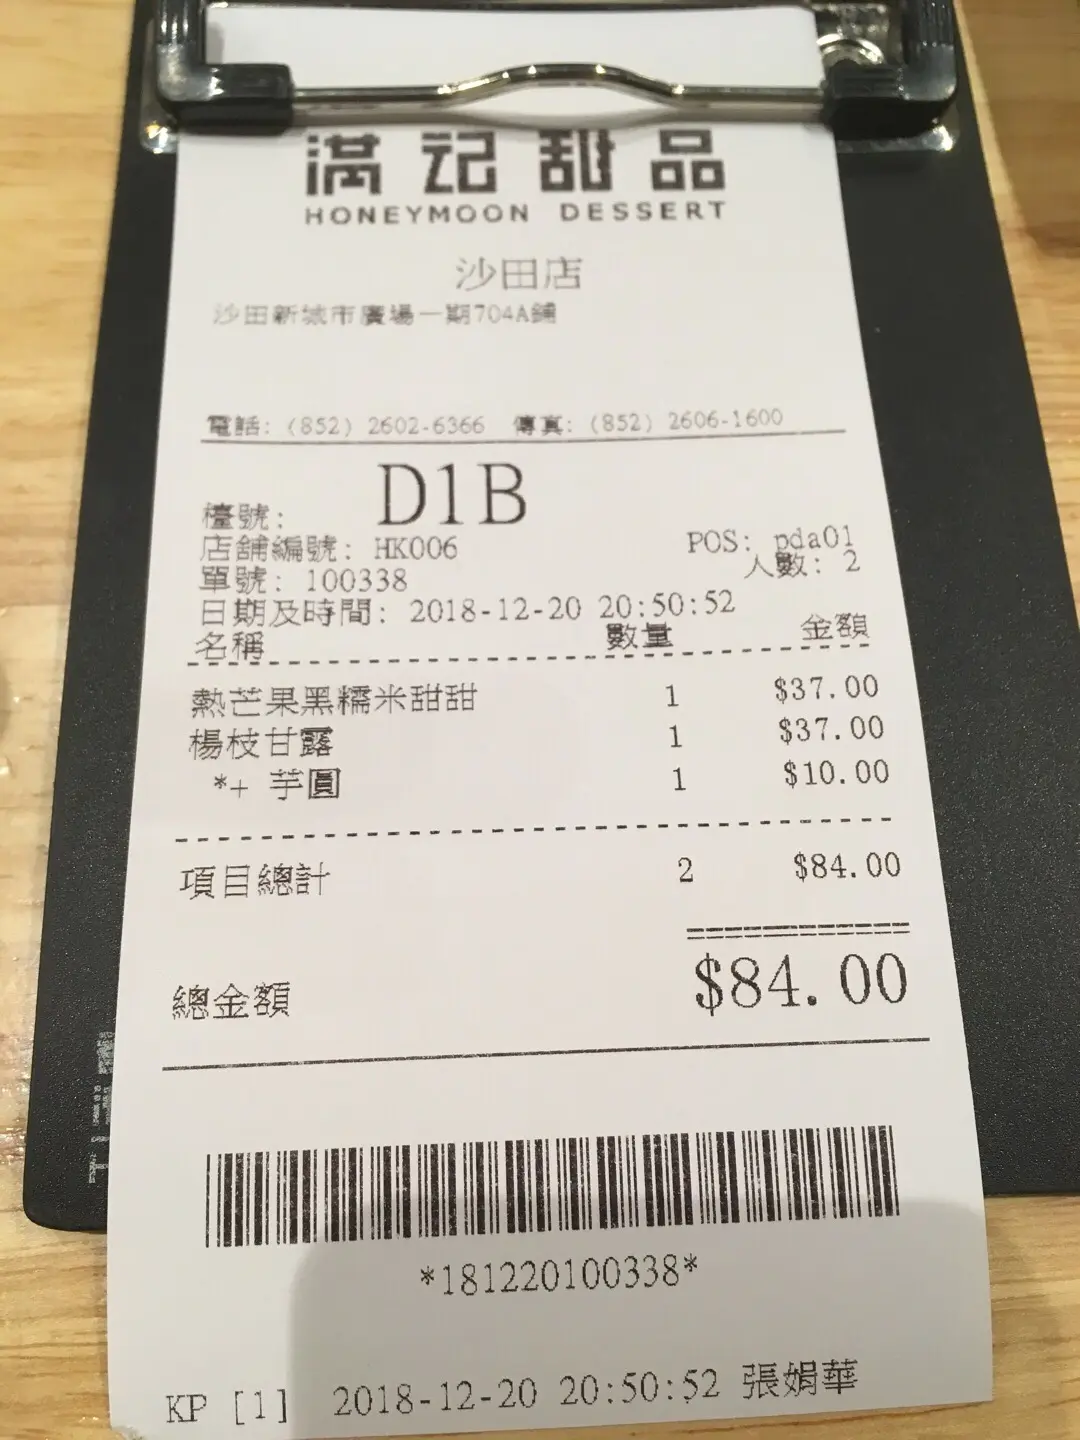 满记甜品
HONEYMOON DESSERT
沙田店
沙田新城市廣場一期704A鋪
電話: (852) 2602-6366 傳真: (852) 2606-1600
檯號: D1B
店舖編號: HK006 POS: pda01
單號: 100338 人數: 2
日期及時間: 2018-12-20 20:50:52
名稱 數量 金額
熱芒果黑糯米甜甜 1 $37.00
楊枝甘露 1 $37.00
*+ 芋圓 1 $10.00
項目總計 2 $84.00
總金額 $84.00
*181220100338*
KP [1] 2018-12-20 20:50:52 張娟華